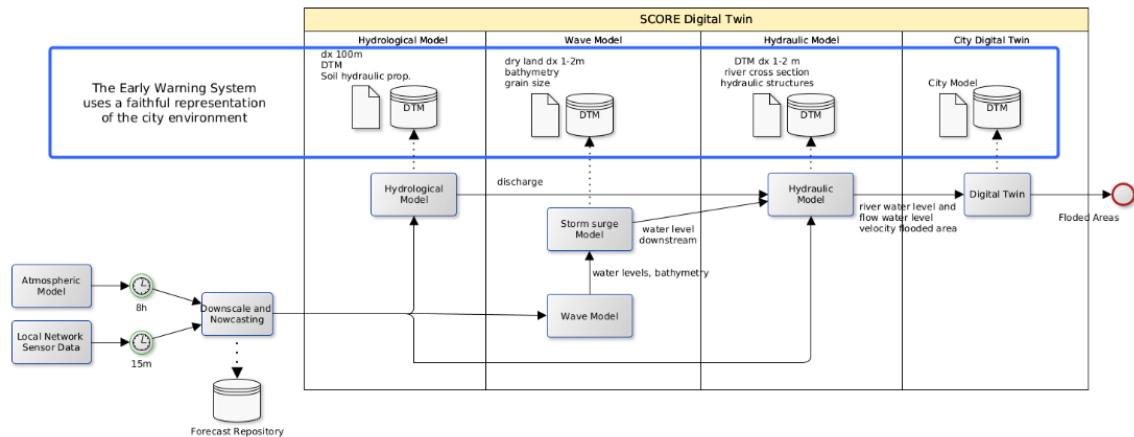 SCORE Digital Twin
Hydrological Model
Wave Model
Hydraulic Model
City Digital Twin
The Early Warning System
uses a faithful representation
of the city environment
dx 100m
DTM
Soil hydraulic prop.
DTM
dry land dx 1-2m
bathymetry
grain size
DTM
DTM dx 1-2 m
river cross section
hydraulic structures
DTM
City Model
DTM
Hydrological
Model
discharge
Storm surge
Model
water level
downstream
water levels, bathymetry
Wave Model
Hydraulic
Model
river water level and
flow water level
velocity flooded area
Digital Twin
Floded Areas
Atmospheric
Model
8h
Local Network
Sensor Data
15m
Downscale and
Nowcasting
Forecast Repository